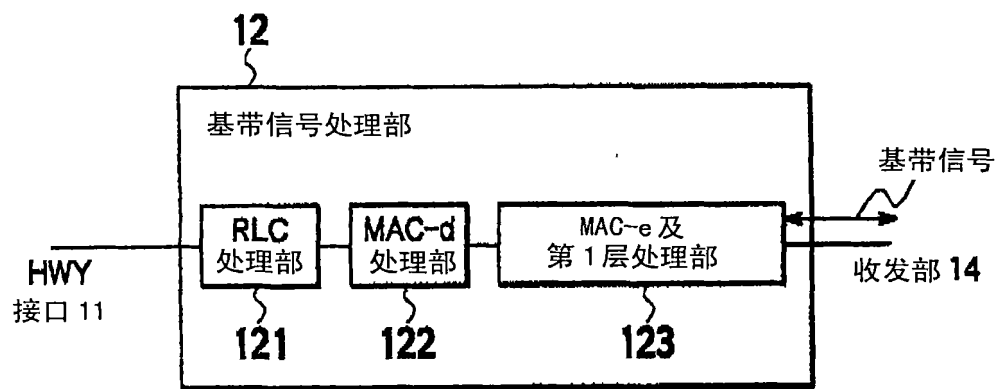 12
基带信号处理部
基带信号
RLC
处理部
MAC-d
处理部
MAC-e及
第1层处理部
HWY
接口 11
收发部 14
121
122
123